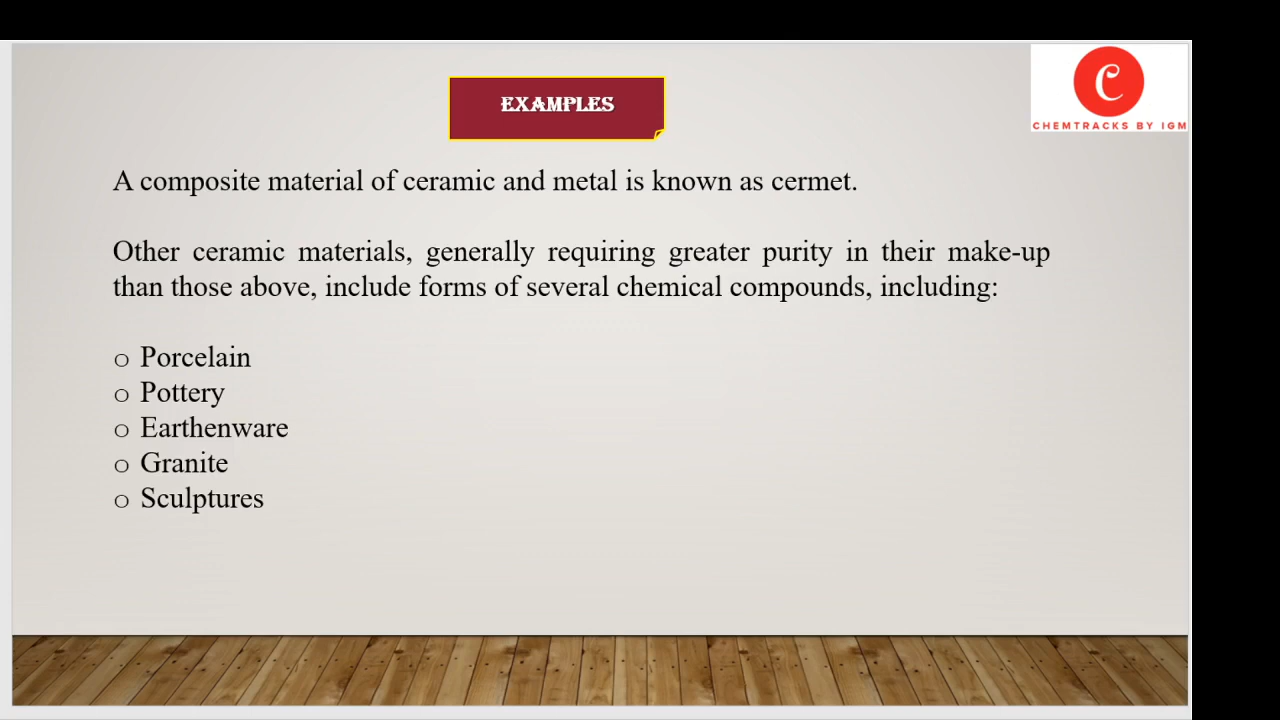 EXAMPLES
C
CHEMTRACKS BY IGM
A composite material of ceramic and metal is known as cermet.
Other ceramic materials, generally requiring greater purity in their make-up
than those above, include forms of several chemical compounds, including:
o Porcelain
o Pottery
o Earthenware
o Granite
o Sculptures